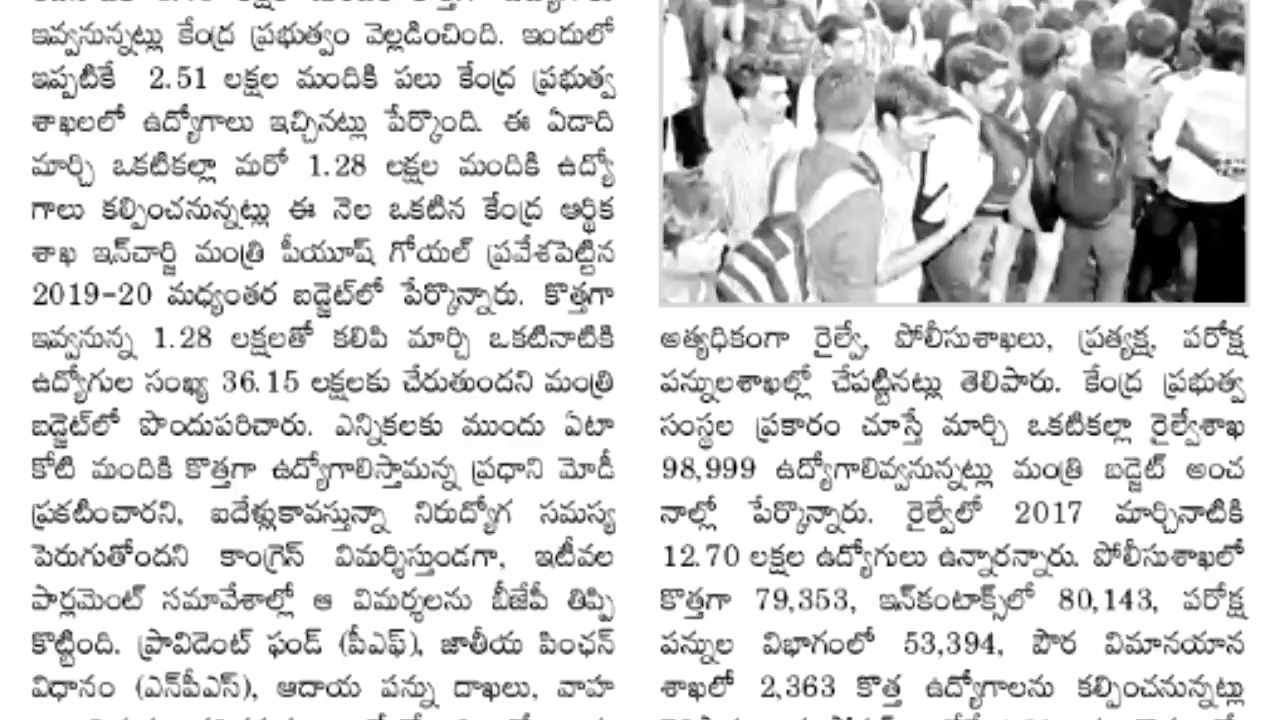 ఇవ్వనున్నట్లు కేంద్ర ప్రభుత్వం వెల్లడించింది. ఇందులో
ఇప్పటికే 2.51 లక్షల మందికి పలు కేంద్ర ప్రభుత్వ
శాఖలలో ఉద్యోగాలు ఇచ్చినట్లు పేర్కొంది. ఈ ఏడాది
మార్చి ఒకటికల్లా మరో 1.28 లక్షల మందికి ఉద్యో
గాలు కల్పించనున్నట్లు ఈ నెల ఒకటిన కేంద్ర ఆర్థిక
శాఖ ఇన్‌చార్జి మంత్రి పీయూష్ గోయల్ ప్రవేశపెట్టిన
2019-20 మధ్యంతర బడ్జెట్‌లో పేర్కొన్నారు. కొత్తగా
ఇవ్వనున్న 1.28 లక్షలతో కలిపి మార్చి ఒకటినాటికి
ఉద్యోగుల సంఖ్య 36.15 లక్షలకు చేరుతుందని మంత్రి
బడ్జెట్‌లో పొందుపరిచారు. ఎన్నికలకు ముందు ఏటా
కోటి మందికి కొత్తగా ఉద్యోగాలిస్తామన్న ప్రధాని మోడీ
ప్రకటించారని, ఐదేళ్లుకావస్తున్నా నిరుద్యోగ సమస్య
పెరుగుతోందని కాంగ్రెస్ విమర్శిస్తుండగా, ఇటీవల
పార్లమెంట్ సమావేశాల్లో ఆ విమర్శలను బీజేపీ తిప్పి
కొట్టింది. ప్రావిడెంట్ ఫండ్ (పీఎఫ్), జాతీయ పింఛన్
విధానం (ఎన్‌పీఎస్), ఆదాయ పన్ను దాఖలు, వాహ
అత్యధికంగా రైల్వే, పోలీసుశాఖలు, ప్రత్యక్ష, పరోక్ష
పన్నులశాఖల్లో చేపట్టినట్లు తెలిపారు. కేంద్ర ప్రభుత్వ
సంస్థల ప్రకారం చూస్తే మార్చి ఒకటికల్లా రైల్వేశాఖ
98,999 ఉద్యోగాలివ్వనున్నట్లు మంత్రి బడ్జెట్ అంచ
నాల్లో పేర్కొన్నారు. రైల్వేలో 2017 మార్చినాటికి
12.70 లక్షల ఉద్యోగులు ఉన్నారన్నారు. పోలీసుశాఖలో
కొత్తగా 79,353, ఇన్‌కంటాక్స్‌లో 80,143, పరోక్ష
పన్నుల విభాగంలో 53,394, పౌర విమానయాన
శాఖలో 2,363 కొత్త ఉద్యోగాలను కల్పించనున్నట్లు